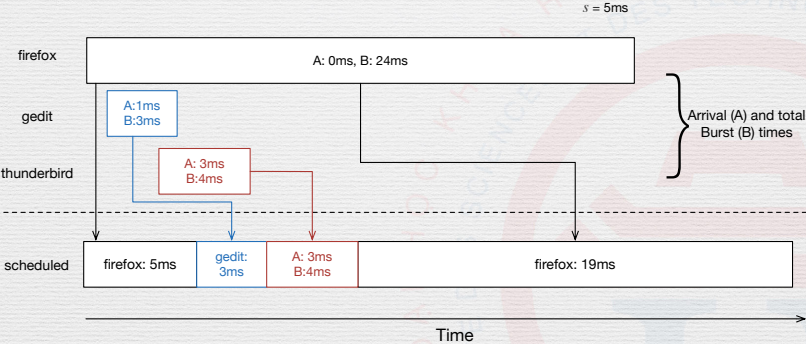 s = 5ms
firefox
A: 0ms, B: 24ms
gedit
A:1ms
B:3ms
Arrival (A) and total
Burst (B) times
thunderbird
A: 3ms
B:4ms
scheduled
firefox: 5ms
gedit:
3ms
A: 3ms
B:4ms
firefox: 19ms
Time